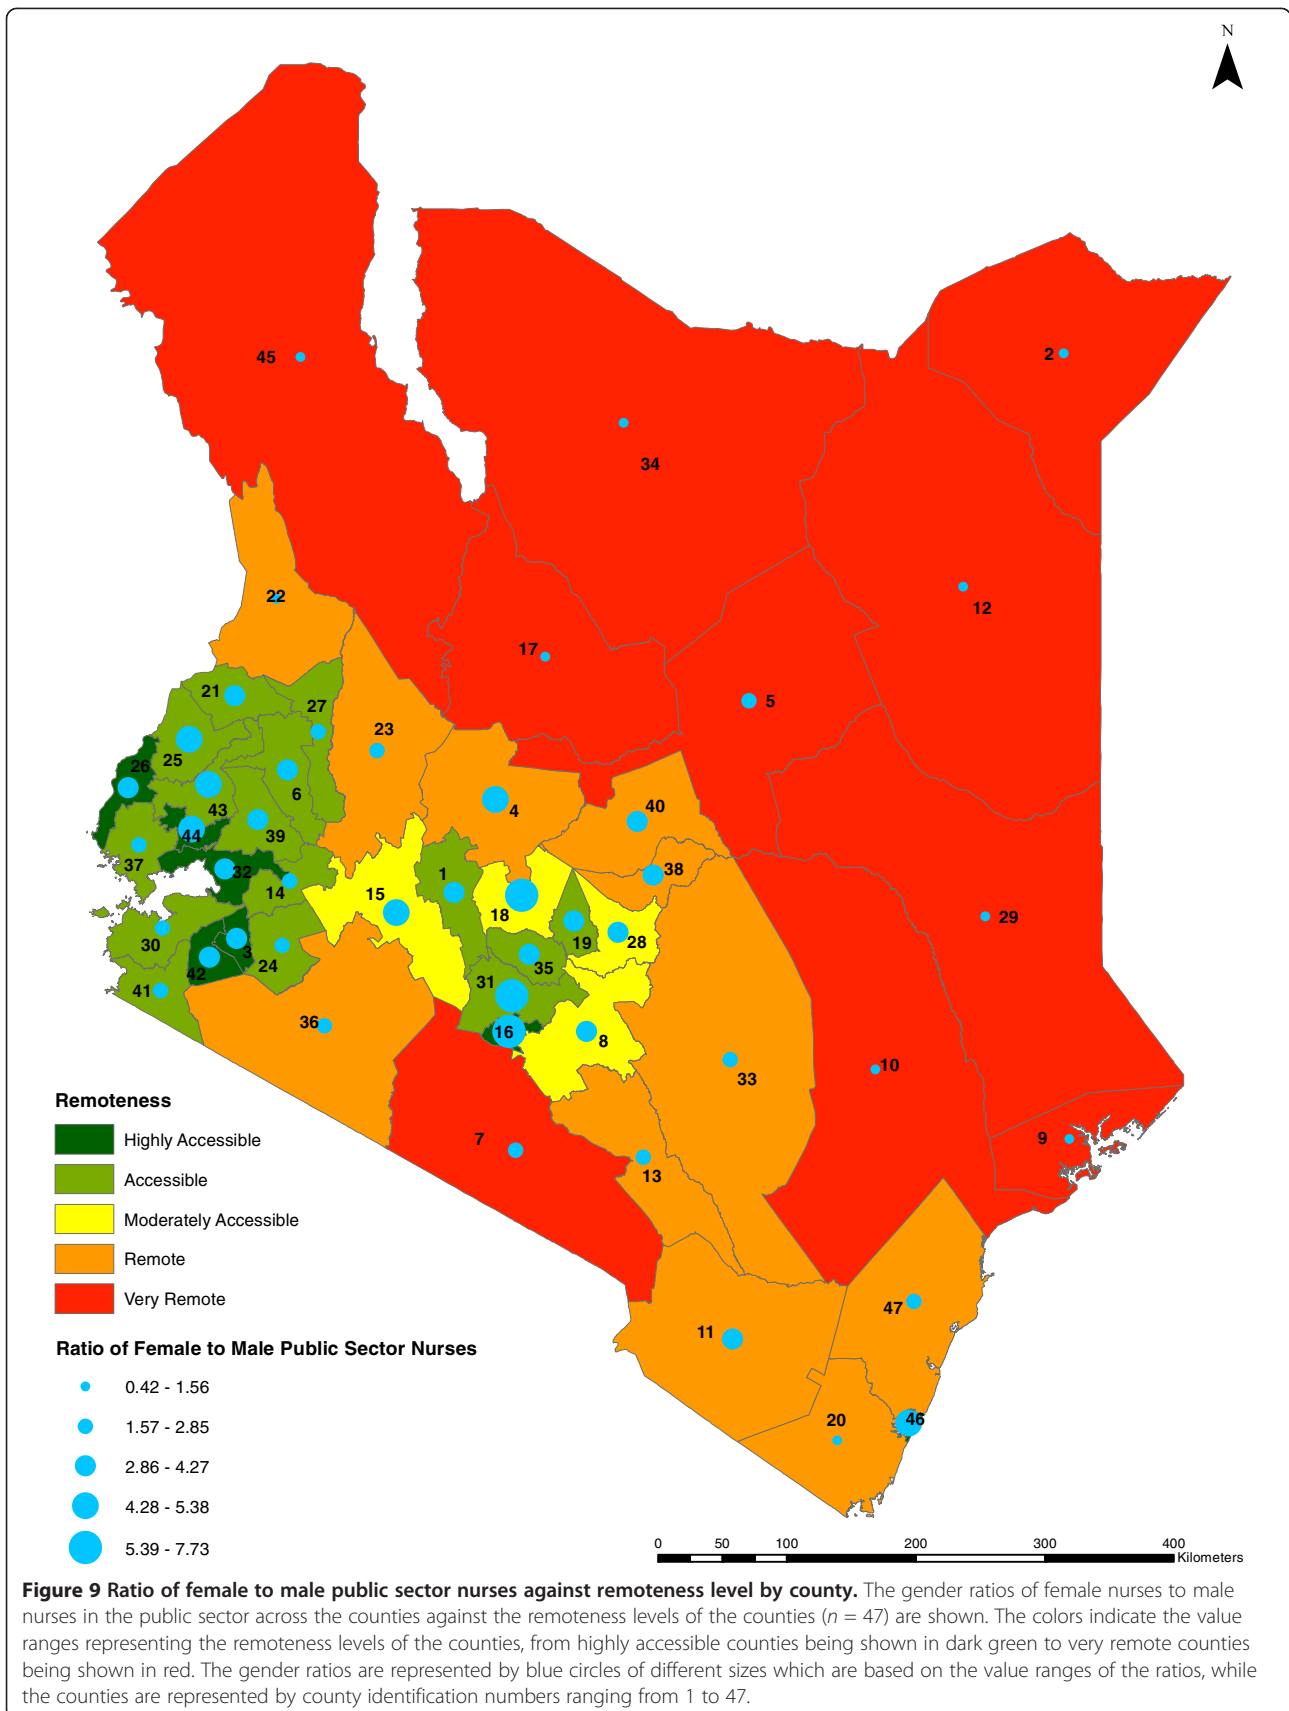 N
45
2
34
12
22
17
5
21
27
23
26
25
6
4
43
40
44
39
37
32
38
14
1
15
18
29
30
3
19
28
24
35
42
31
41
36
16
8
10
33
Remoteness
Highly Accessible
7
9
13
Accessible
Moderately Accessible
Remote
Very Remote
47
11
Ratio of Female to Male Public Sector Nurses
0.42 - 1.56
1.57 - 2.85
20
46
2.86 - 4.27
4.28 - 5.38
5.39 - 7.73
0 50 100 200 300 400
Kilometers
Figure 9 Ratio of female to male public sector nurses against remoteness level by county. The gender ratios of female nurses to male
nurses in the public sector across the counties against the remoteness levels of the counties (n = 47) are shown. The colors indicate the value
ranges representing the remoteness levels of the counties, from highly accessible counties being shown in dark green to very remote counties
being shown in red. The gender ratios are represented by blue circles of different sizes which are based on the value ranges of the ratios, while
the counties are represented by county identification numbers ranging from 1 to 47.